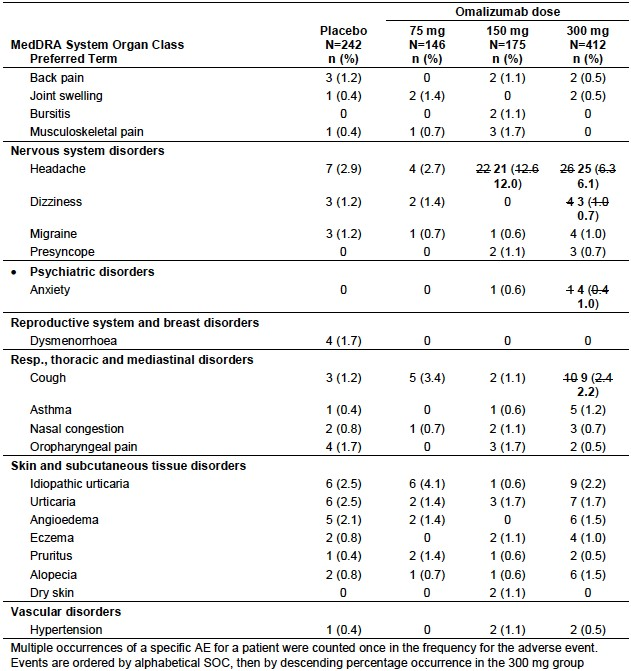 Omalizumab dose
Placebo 75 mg 150 mg 300 mg
MedDRA System Organ Class N=242 N=146 N=175 N=412
Preferred Term n (%) n (%) n (%) n (%)
Back pain 3 (1.2) 0 2 (1.1) 2 (0.5)
Joint swelling 1 (0.4) 2 (1.4) 0 2 (0.5)
Bursitis 0 0 2 (1.1) 0
Musculoskeletal pain 1 (0.4) 1 (0.7) 3 (1.7) 0
Nervous system disorders
Headache 7 (2.9) 4 (2.7) 22 21 (12.6 26 25 (6.3
12.0) 6.1)
Dizziness 3 (1.2) 2 (1.4) 0 4 3 (1.0
0.7)
Migraine 3 (1.2) 1 (0.7) 1 (0.6) 4 (1.0)
Presyncope 0 0 2 (1.1) 3 (0.7)
• Psychiatric disorders
Anxiety 0 0 1 (0.6) 1 4 (0.4
1.0)
Reproductive system and breast disorders
Dysmenorrhoea 4 (1.7) 0 0 0
Resp., thoracic and mediastinal disorders
Cough 3 (1.2) 5 (3.4) 2 (1.1) 10 9 (2.4
2.2)
Asthma 1 (0.4) 0 1 (0.6) 5 (1.2)
Nasal congestion 2 (0.8) 1 (0.7) 2 (1.1) 3 (0.7)
Oropharyngeal pain 4 (1.7) 0 3 (1.7) 2 (0.5)
Skin and subcutaneous tissue disorders
Idiopathic urticaria 6 (2.5) 6 (4.1) 1 (0.6) 9 (2.2)
Urticaria 6 (2.5) 2 (1.4) 3 (1.7) 7 (1.7)
Angioedema 5 (2.1) 2 (1.4) 0 6 (1.5)
Eczema 2 (0.8) 0 2 (1.1) 4 (1.0)
Pruritus 1 (0.4) 2 (1.4) 1 (0.6) 2 (0.5)
Alopecia 2 (0.8) 1 (0.7) 1 (0.6) 6 (1.5)
Dry skin 0 0 2 (1.1) 0
Vascular disorders
Hypertension 1 (0.4) 0 2 (1.1) 2 (0.5)
Multiple occurrences of a specific AE for a patient were counted once in the frequency for the adverse event.
Events are ordered by alphabetical SOC, then by descending percentage occurrence in the 300 mg group